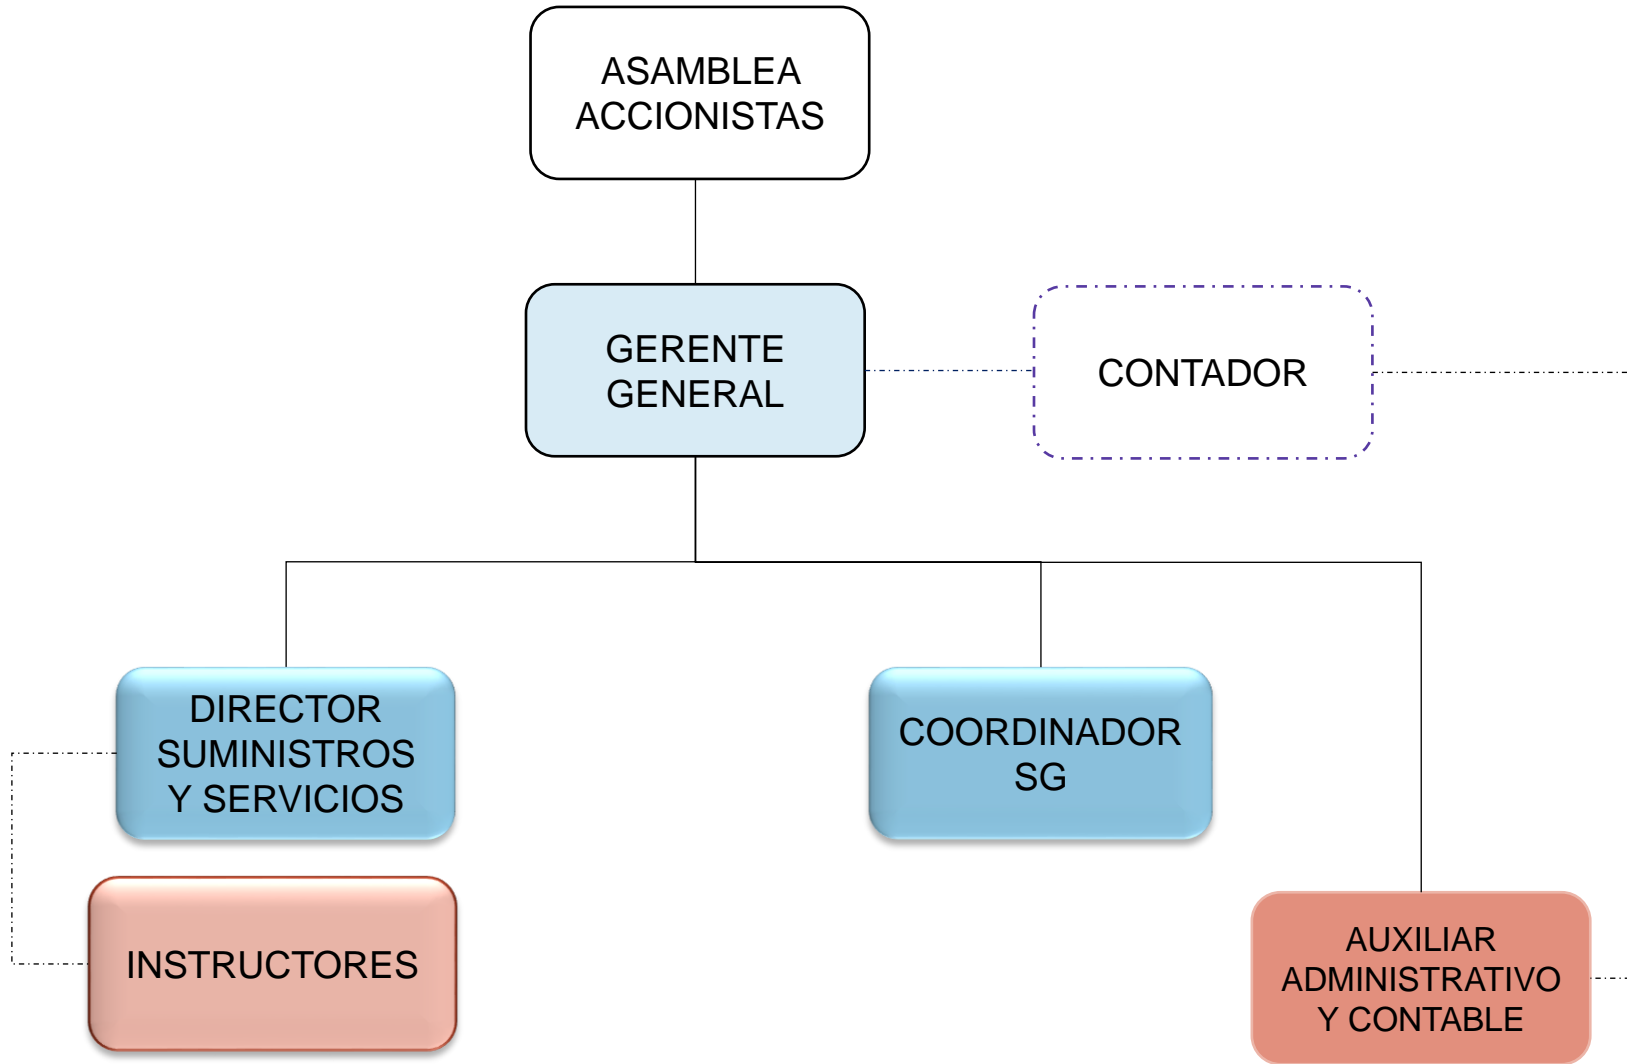 ASAMBLEA
ACCIONISTAS
GERENTE
GENERAL
CONTADOR
DIRECTOR
SUMINISTROS
Y SERVICIOS
COORDINADOR
SG
INSTRUCTORES
AUXILIAR
ADMINISTRATIVO
Y CONTABLE